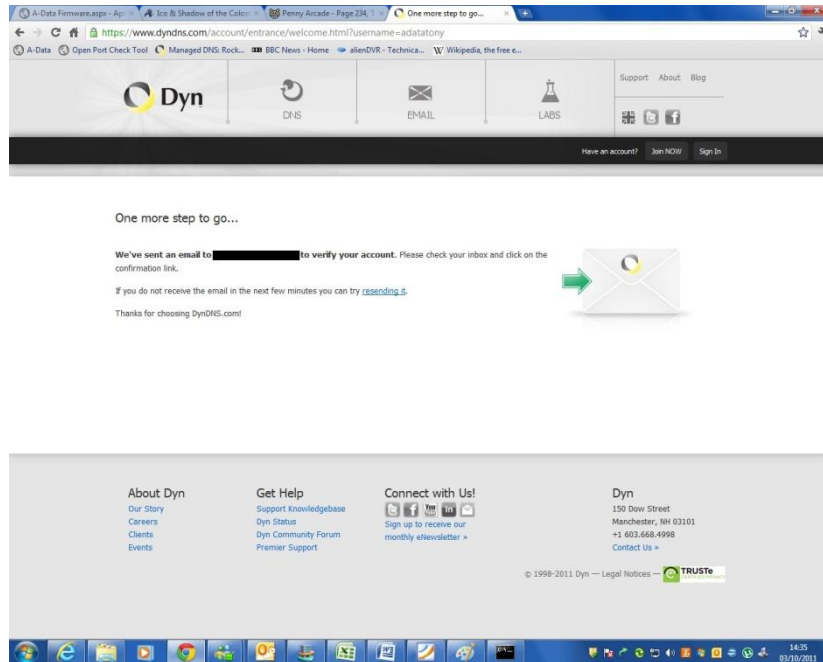 A-Data Firmware.aspx - Ap
Ico & Shadow of the Colo
Penny Arcade - Page 234, 1
One more step to go...
https://www.dyndns.com/account/entrance/welcome.html?username=adatatony
A-Data
Open Port Check Tool
Managed DNS: Rock...
BBC News - Home
alienDVR - Technica...
Wikipedia, the free e...
Dyn
DNS
EMAIL
LABS
Support About Blog
Have an account? Join NOW Sign In
One more step to go...
We've sent an email to to verify your account. Please check your inbox and click on the
confirmation link.
If you do not receive the email in the next few minutes you can try resending it.
Thanks for choosing DynDNS.com!
About Dyn
Our Story
Careers
Clients
Events
Get Help
Support Knowledgebase
Dyn Status
Dyn Community Forum
Premier Support
Connect with Us!
Sign up to receive our
monthly eNewsletter »
Dyn
150 Dow Street
Manchester, NH 03101
+1 603.668.4998
Contact Us »
© 1998-2011 Dyn — Legal Notices — TRUSTe
14:35
03/10/2011